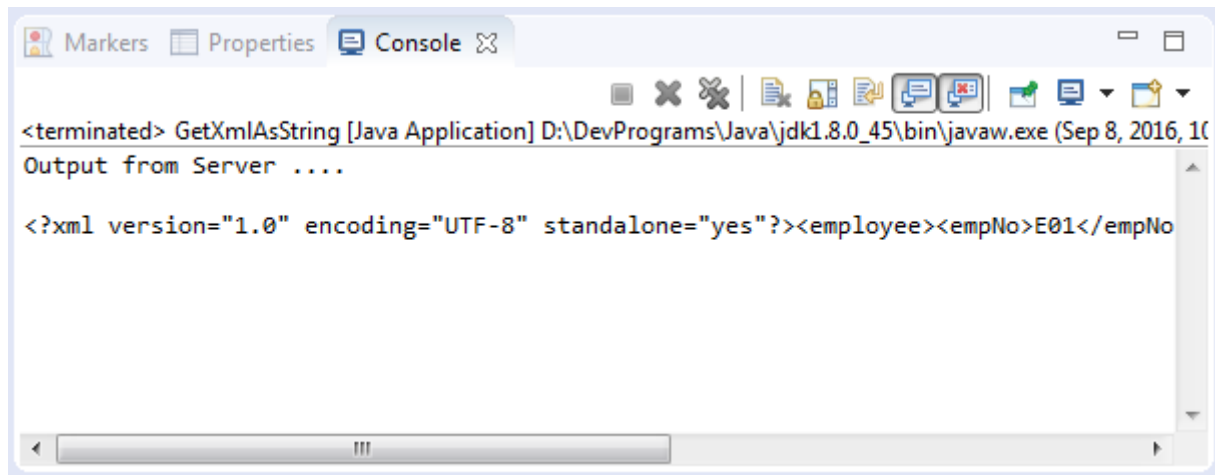 Markers Properties Console
<terminated> GetXmlAsString [Java Application] D:\DevPrograms\Java\jdk1.8.0_45\bin\javaw.exe (Sep 8, 2016, 10
Output from Server ....
<?xml version="1.0" encoding="UTF-8" standalone="yes"?><employee><empNo>E01</empNo